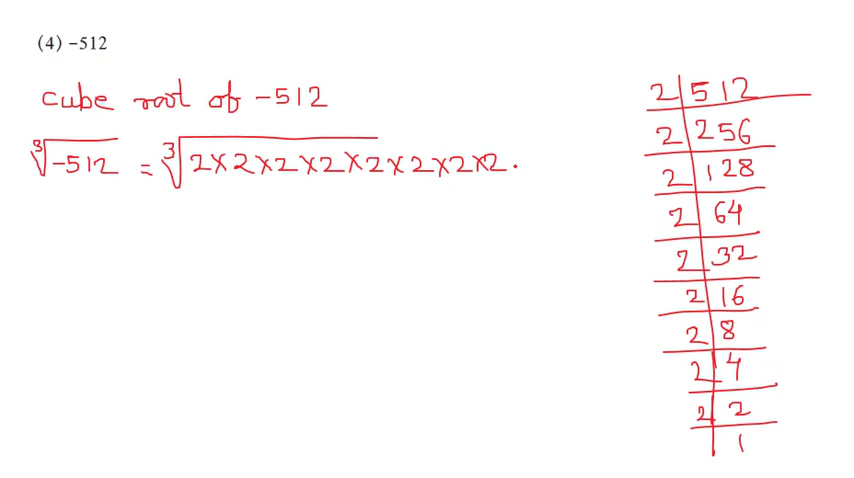 (4) -512
cube root of -512
∛-512 = ∛2×2×2×2×2×2×2×2.
2 | 512
2 | 256
2 | 128
2 | 64
2 | 32
2 | 16
2 | 8
2 | 4
2 | 2
| 1